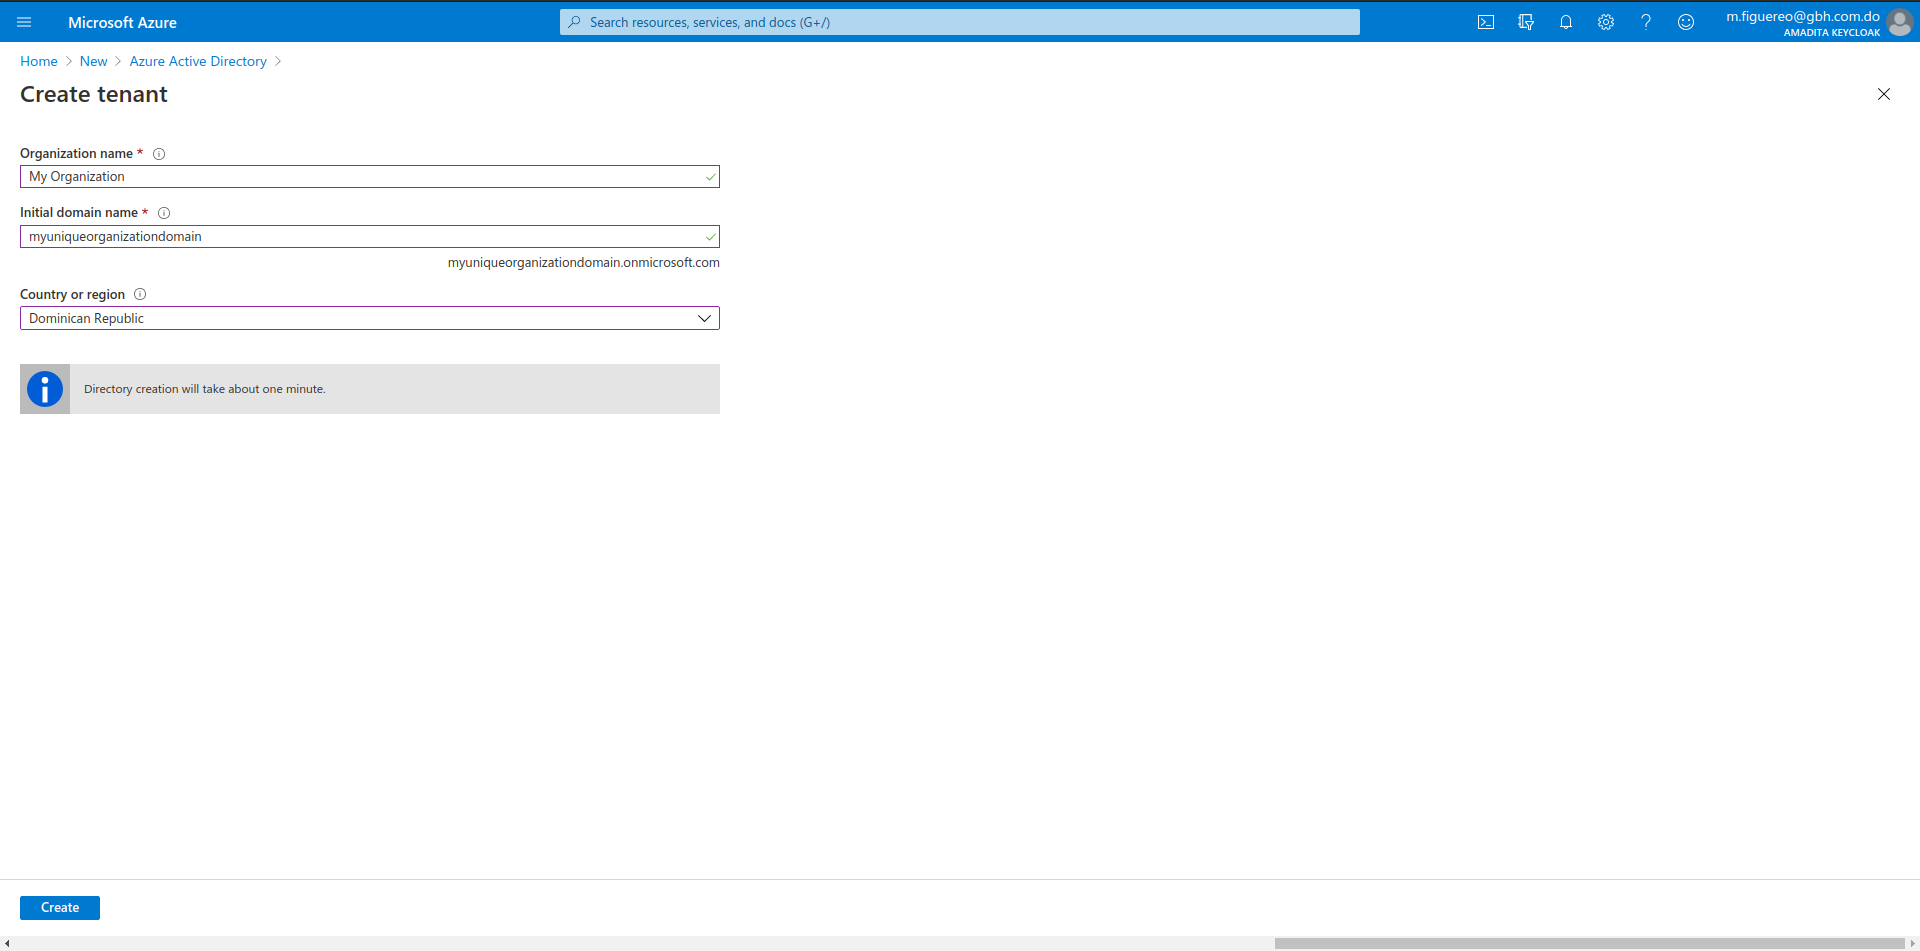 Microsoft Azure
Search resources, services, and docs (G+/)
m.figuereo@gbh.com.do
AMADITA KEYCLOAK
Home > New > Azure Active Directory >
Create tenant
Organization name *
My Organization
Initial domain name *
myuniqueorganizationdomain
myuniqueorganizationdomain.onmicrosoft.com
Country or region
Dominican Republic
Directory creation will take about one minute.
Create